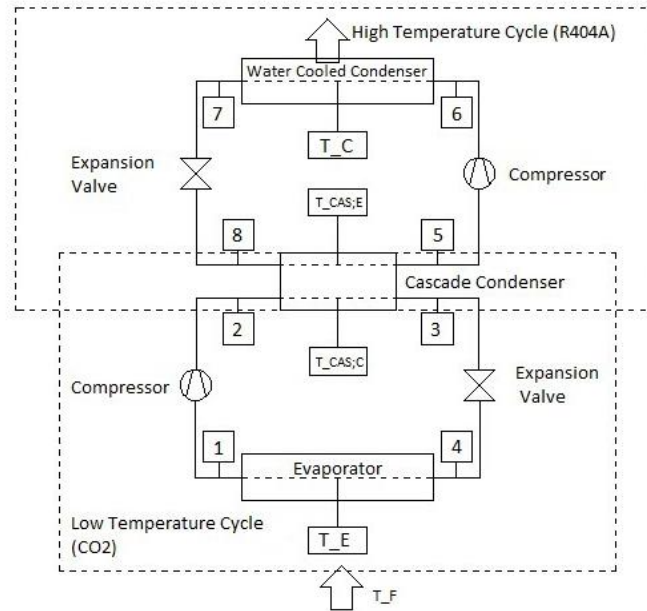 High Temperature Cycle (R404A)
Water Cooled Condenser
7
6
T_C
Expansion
Valve
Compressor
T_CAS;E
8
5
Cascade Condenser
2
3
T_CAS;C
Compressor
Expansion
Valve
1
4
Evaporator
Low Temperature Cycle
(CO2)
T_E
T_F